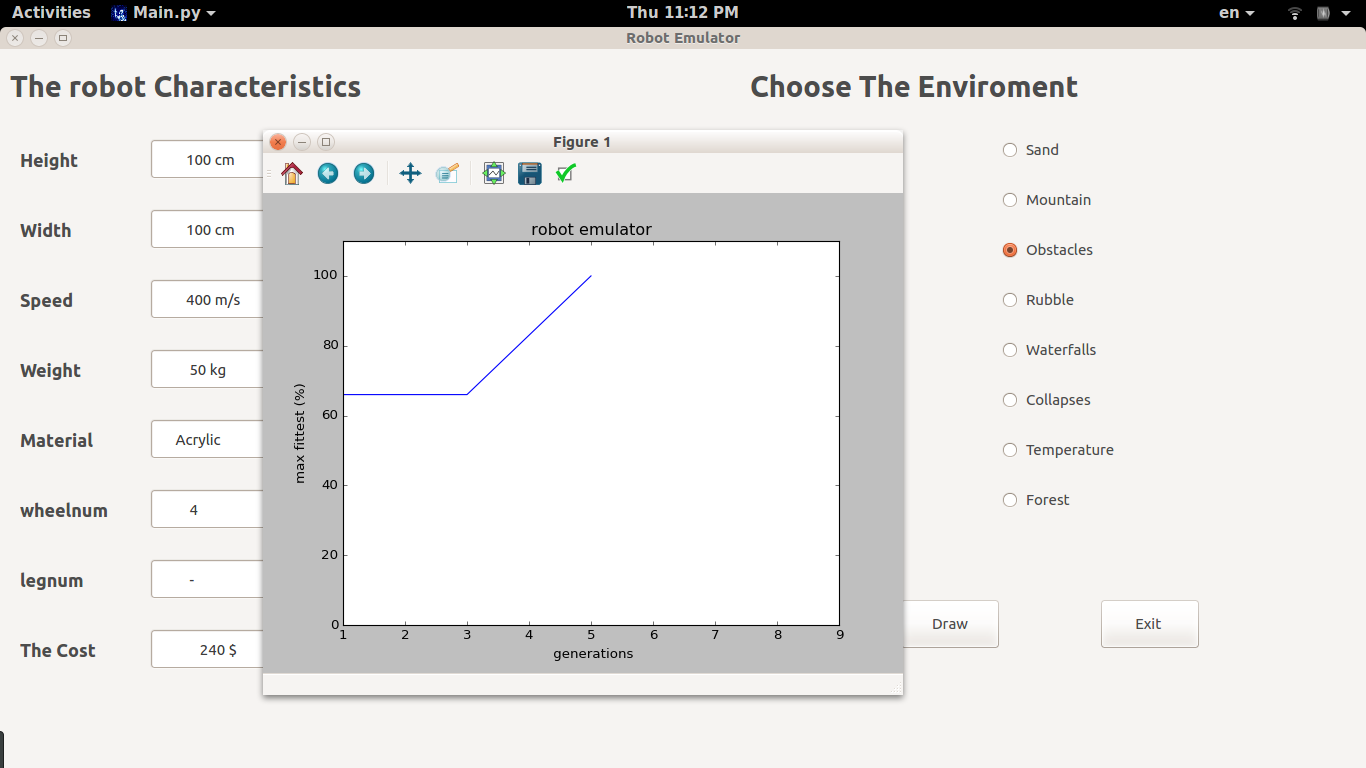 Activities Main.py Thu 11:12 PM en
Robot Emulator
The robot Characteristics
Choose The Enviroment
Height 100 cm
Width 100 cm
Speed 400 m/s
Weight 50 kg
Material Acrylic
wheelnum 4
legnum -
The Cost 240 $
Figure 1
robot emulator
100
80
60
40
20
0
max fittest (%)
1 2 3 4 5 6 7 8 9
generations
Sand
Mountain
Obstacles
Rubble
Waterfalls
Collapses
Temperature
Forest
Draw Exit